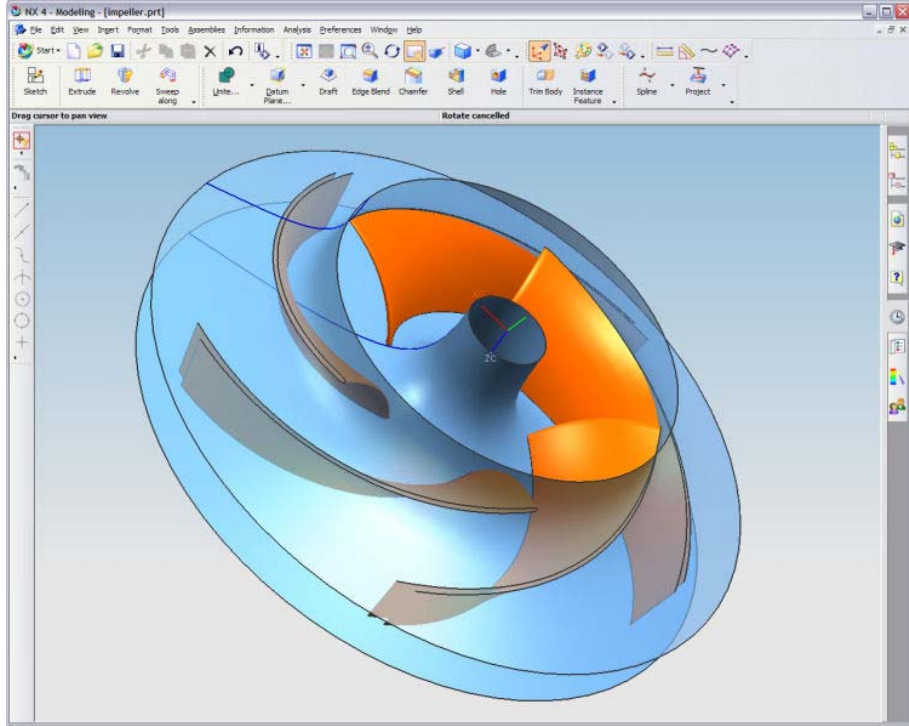 NX 4 - Modeling - [impeller.prt]
File Edit View Insert Format Tools Assemblies Information Analysis Preferences Window Help
Start
Sketch Extrude Revolve Sweep along Unite... Datum Plane... Draft Edge Blend Chamfer Shell Hole Trim Body Instance Feature Spline Project
Drag cursor to pan view Rotate cancelled
ZC